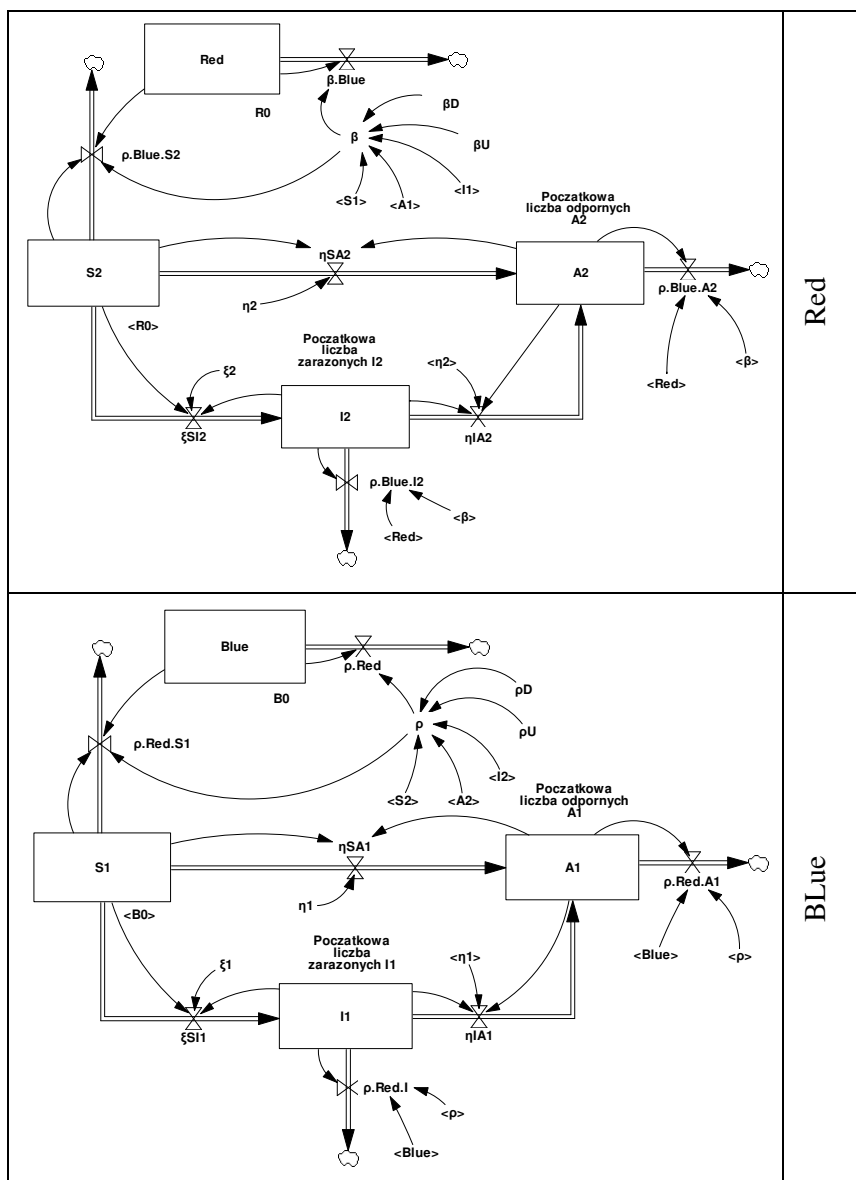 Red
β.Blue
R0
βD
β
βU
ρ.Blue.S2
<S1>
<A1>
<I1>
Poczatkowa
liczba odpornych
A2
S2
ηSA2
A2
η2
ρ.Blue.A2
<R0>
Poczatkowa
liczba
zarazonych I2
<η2>
<β>
ξ2
<Red>
I2
ξSI2
ηIA2
ρ.Blue.I2
<β>
<Red>
Red
Blue
ρ.Red
B0
ρD
ρ
ρU
ρ.Red.S1
<I2>
<S2>
<A2>
Poczatkowa
liczba odpornych
A1
S1
ηSA1
A1
η1
ρ.Red.A1
<B0>
Poczatkowa
liczba
zarazonych I1
<η1>
<Blue>
<ρ>
ξ1
I1
ξSI1
ηIA1
ρ.Red.I
<ρ>
<Blue>
BLue